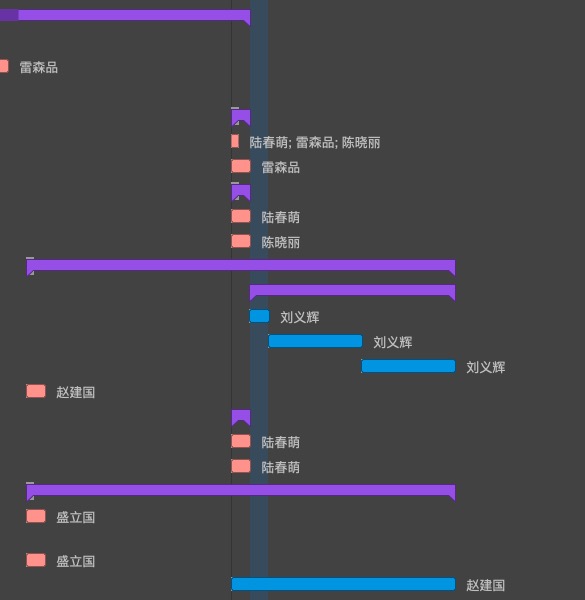 雷森品
陆春萌; 雷森品; 陈晓丽
雷森品
陆春萌
陈晓丽
刘义辉
刘义辉
刘义辉
赵建国
陆春萌
陆春萌
盛立国
盛立国
赵建国